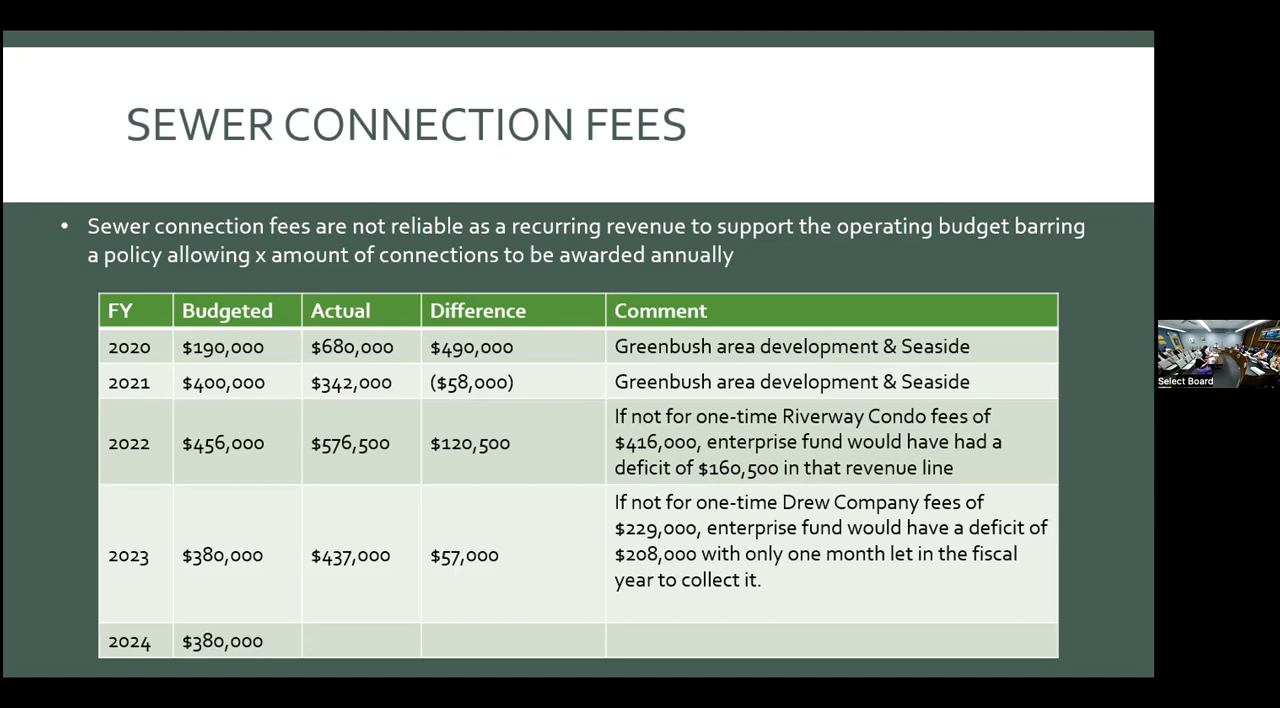 SEWER CONNECTION FEES
• Sewer connection fees are not reliable as a recurring revenue to support the operating budget barring
a policy allowing x amount of connections to be awarded annually
FY Budgeted Actual Difference Comment
2020 $190,000 $680,000 $490,000 Greenbush area development & Seaside
2021 $400,000 $342,000 ($58,000) Greenbush area development & Seaside
2022 $456,000 $576,500 $120,500 If not for one-time Riverway Condo fees of
$416,000, enterprise fund would have had a
deficit of $160,500 in that revenue line
2023 $380,000 $437,000 $57,000 If not for one-time Drew Company fees of
$229,000, enterprise fund would have a deficit of
$208,000 with only one month let in the fiscal
year to collect it.
2024 $380,000
Select Board